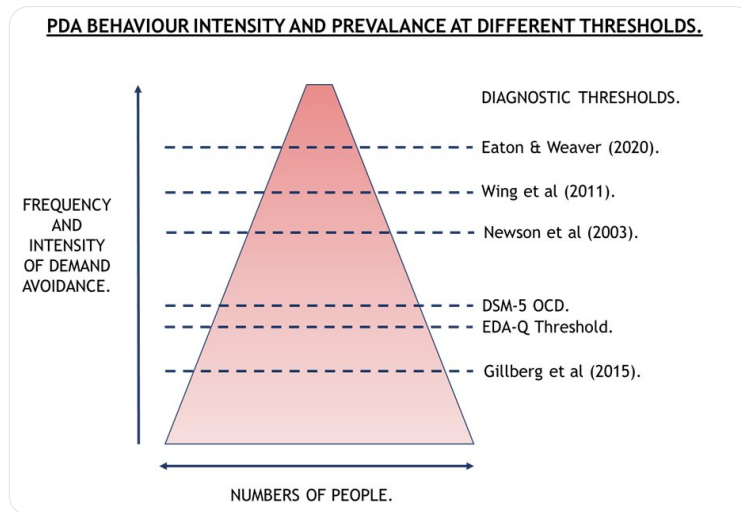 PDA BEHAVIOUR INTENSITY AND PREVALANCE AT DIFFERENT THRESHOLDS.
DIAGNOSTIC THRESHOLDS.
Eaton & Weaver (2020).
Wing et al (2011).
Newson et al (2003).
FREQUENCY
AND
INTENSITY
OF DEMAND
AVOIDANCE.
DSM-5 OCD.
EDA-Q Threshold.
Gillberg et al (2015).
NUMBERS OF PEOPLE.